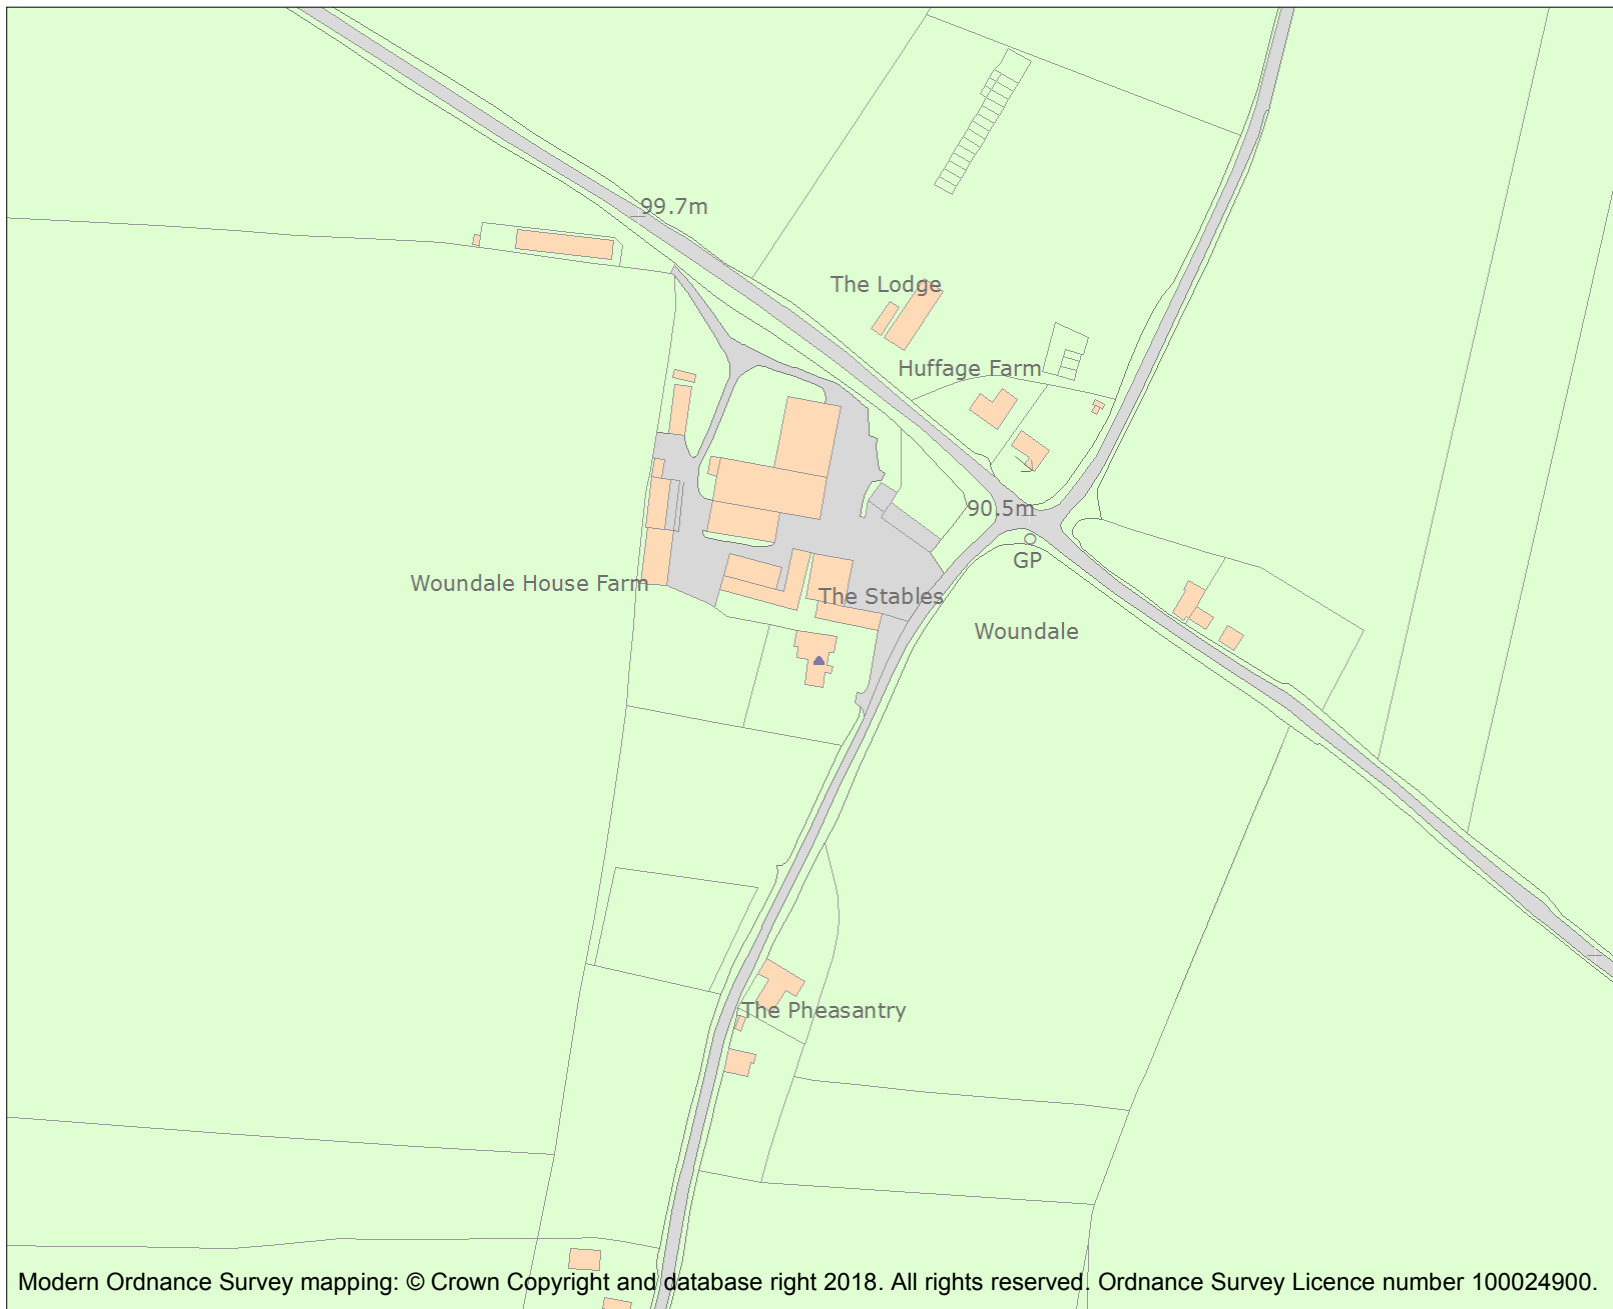 99.7m
The Lodge
Huffage Farm
90.5m
GP
Woundale House Farm
The Stables
Woundale
The Pheasantry
Modern Ordnance Survey mapping: © Crown Copyright and database right 2018. All rights reserved. Ordnance Survey Licence number 100024900.